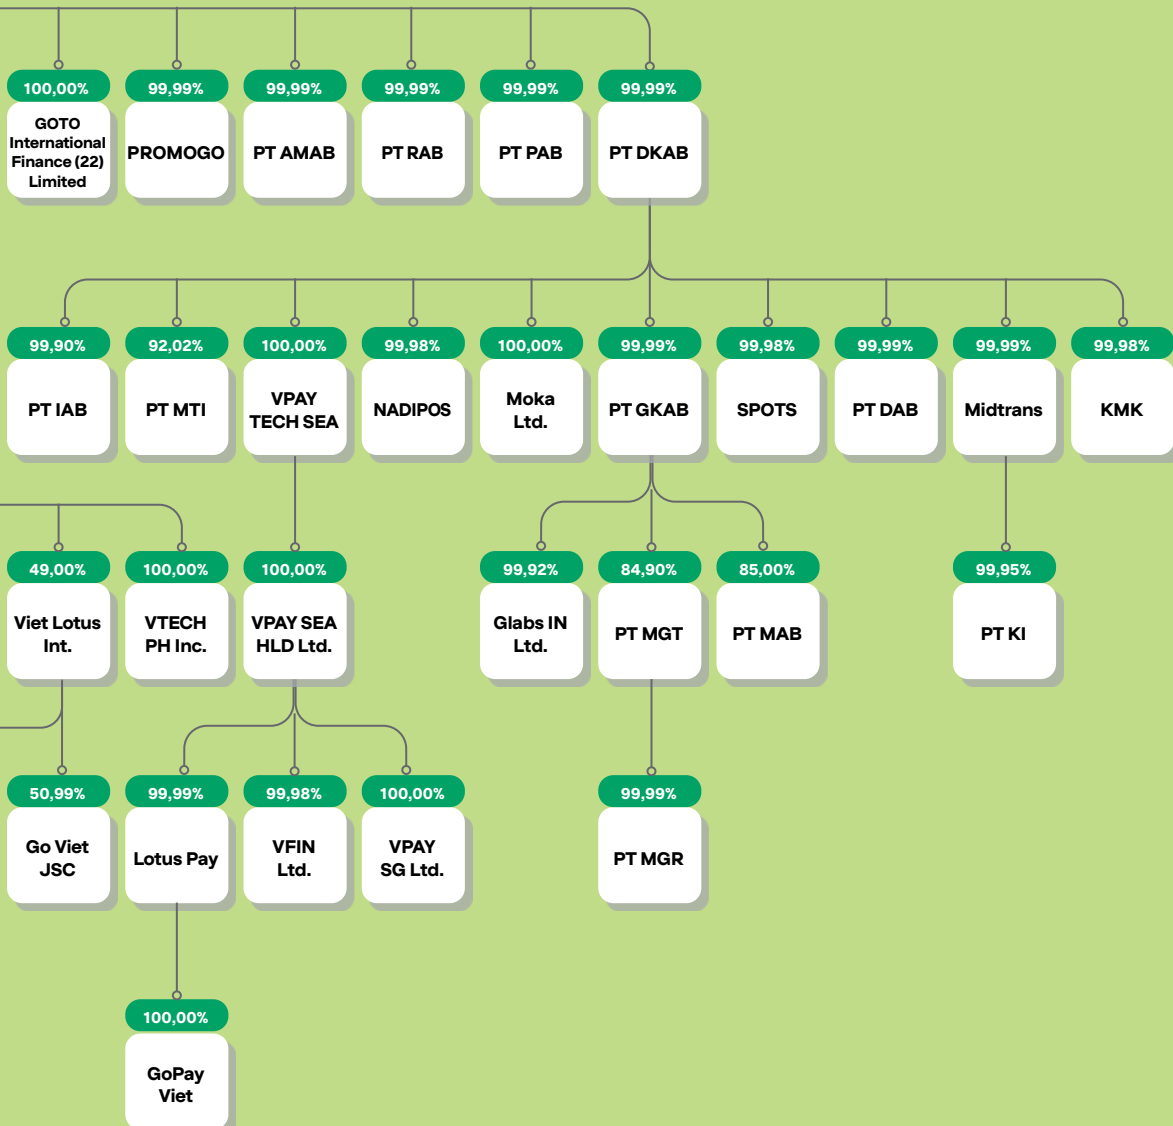 100,00%
GOTO
International
Finance (22)
Limited
99,99%
PROMOGO
99,99%
PT AMAB
99,99%
PT RAB
99,99%
PT PAB
99,99%
PT DKAB
99,90%
PT IAB
92,02%
PT MTI
100,00%
VPAY
TECH SEA
99,98%
NADIPOS
100,00%
Moka
Ltd.
99,99%
PT GKAB
99,98%
SPOTS
99,99%
PT DAB
99,99%
Midtrans
99,98%
KMK
49,00%
Viet Lotus
Int.
100,00%
VTECH
PH Inc.
100,00%
VPAY SEA
HLD Ltd.
99,92%
Glabs IN
Ltd.
84,90%
PT MGT
85,00%
PT MAB
99,95%
PT KI
50,99%
Go Viet
JSC
99,99%
Lotus Pay
99,98%
VFIN
Ltd.
100,00%
VPAY
SG Ltd.
99,99%
PT MGR
100,00%
GoPay
Viet